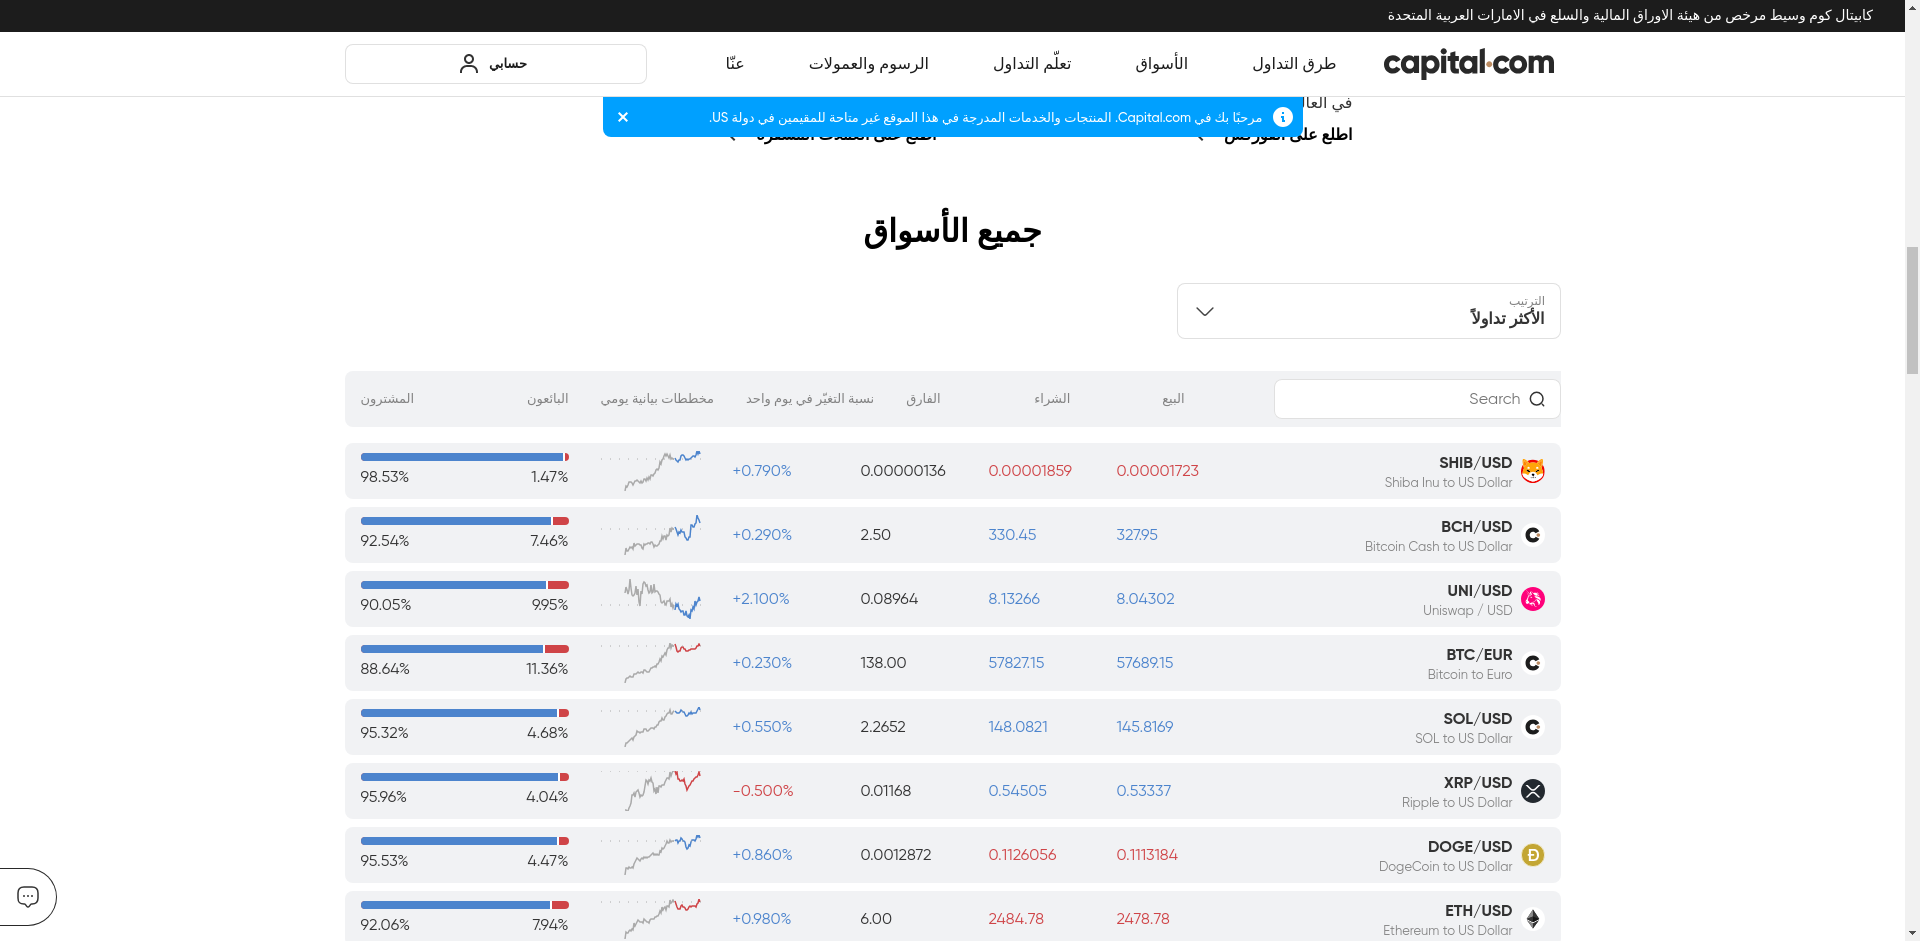 كابيتال كوم وسيط مرخص من هيئة الاوراق المالية والسلع في الامارات العربية المتحدة
capital.com
طرق التداول
الأسواق
تعلّم التداول
الرسوم والعمولات
عنّا
حسابي
في
مرحبًا بك في Capital.com. المنتجات والخدمات المدرجة في هذا الموقع غير متاحة للمقيمين في دولة US.
اطلع على الفوركس
اطلع على العملات المشفرة
جميع الأسواق
الترتيب
الأكثر تداولاً
Search
البيع
الشراء
الفارق
نسبة التغيّر في يوم واحد
مخططات بيانية يومي
البائعون
المشترون
SHIB/USD
Shiba Inu to US Dollar
0.00001723
0.00001859
0.00000136
+0.790%
1.47%
98.53%
BCH/USD
Bitcoin Cash to US Dollar
327.95
330.45
2.50
+0.290%
7.46%
92.54%
UNI/USD
Uniswap / USD
8.04302
8.13266
0.08964
+2.100%
9.95%
90.05%
BTC/EUR
Bitcoin to Euro
57689.15
57827.15
138.00
+0.230%
11.36%
88.64%
SOL/USD
SOL to US Dollar
145.8169
148.0821
2.2652
+0.550%
4.68%
95.32%
XRP/USD
Ripple to US Dollar
0.53337
0.54505
0.01168
-0.500%
4.04%
95.96%
DOGE/USD
DogeCoin to US Dollar
0.1113184
0.1126056
0.0012872
+0.860%
4.47%
95.53%
ETH/USD
Ethereum to US Dollar
2478.78
2484.78
6.00
+0.980%
7.94%
92.06%